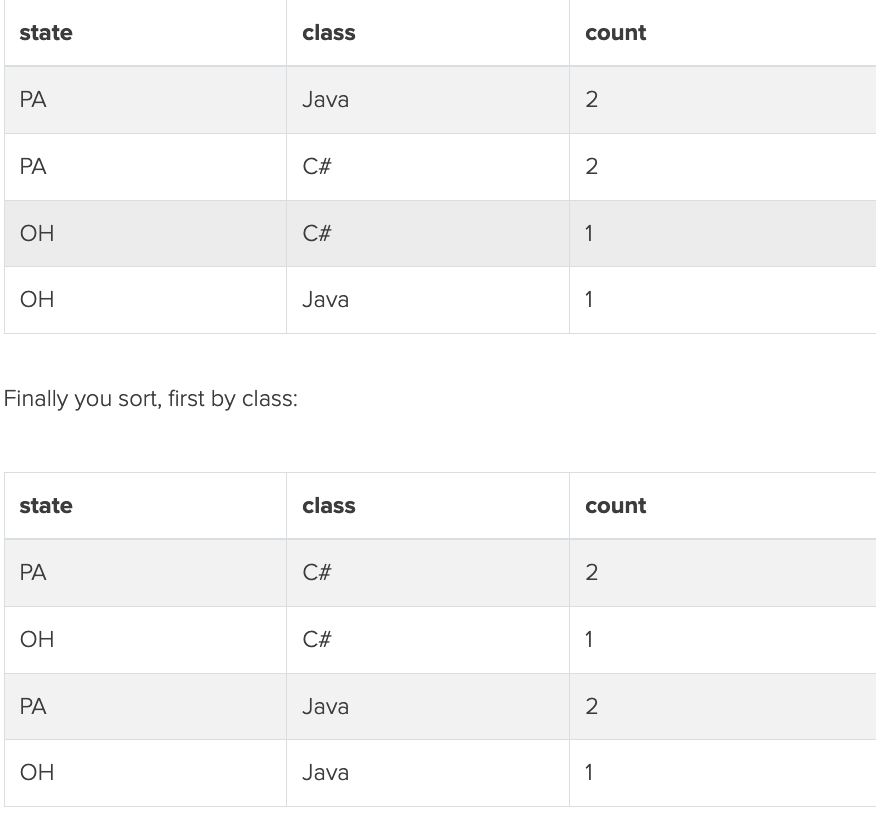 state class count
PA Java 2
PA C# 2
OH C# 1
OH Java 1
Finally you sort, first by class:
state class count
PA C# 2
OH C# 1
PA Java 2
OH Java 1